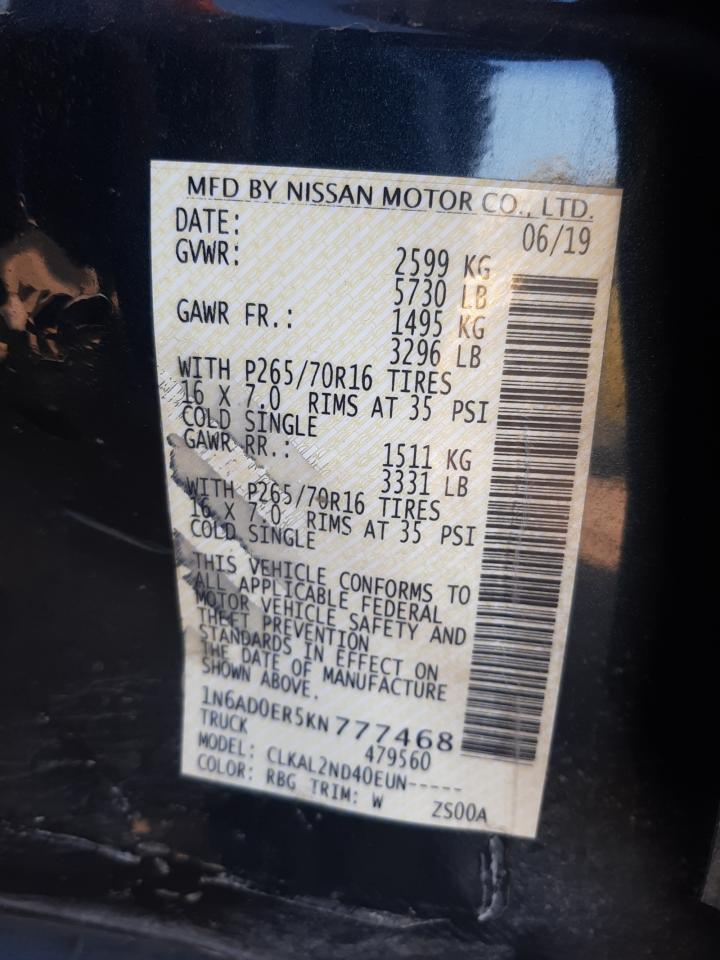 MFD BY NISSAN MOTOR CO., LTD.
DATE: 06/19
GVWR: 2599 KG
5730 LB
GAWR FR.: 1495 KG
3296 LB
WITH P265/70R16 TIRES
16 X 7.0 RIMS AT 35 PSI
COLD SINGLE
GAWR RR.: 1511 KG
3331 LB
WITH P265/70R16 TIRES
16 X 7.0 RIMS AT 35 PSI
COLD SINGLE
THIS VEHICLE CONFORMS TO
ALL APPLICABLE FEDERAL
MOTOR VEHICLE SAFETY AND
THEFT PREVENTION
STANDARDS IN EFFECT ON
THE DATE OF MANUFACTURE
SHOWN ABOVE.
1N6AD0ER5KN777468
TRUCK 479560
MODEL: CLKAL2ND40EUN-----
COLOR: RBG TRIM: W ZS00A